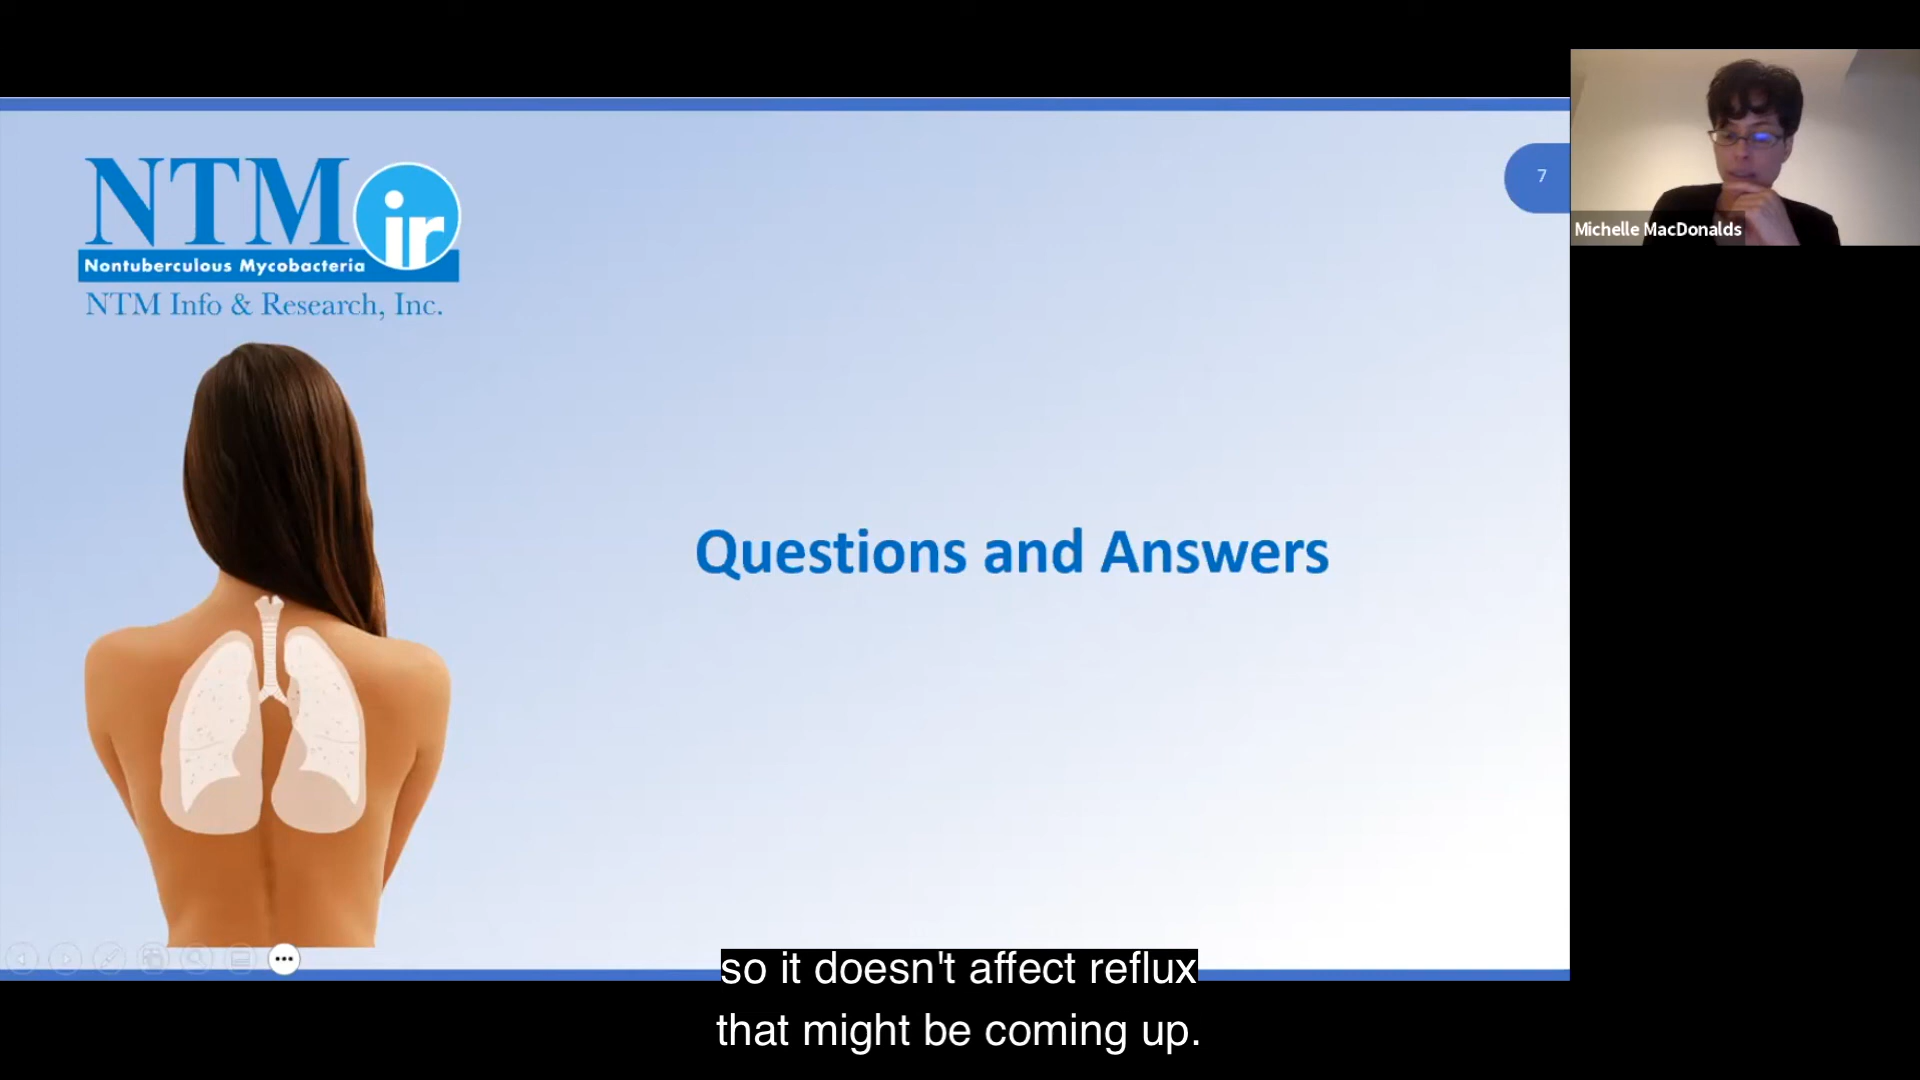 NTM
ir
Nontuberculous Mycobacteria
NTM Info & Research, Inc.
7
Michelle MacDonalds
Questions and Answers
so it doesn't affect reflux
that might be coming up.